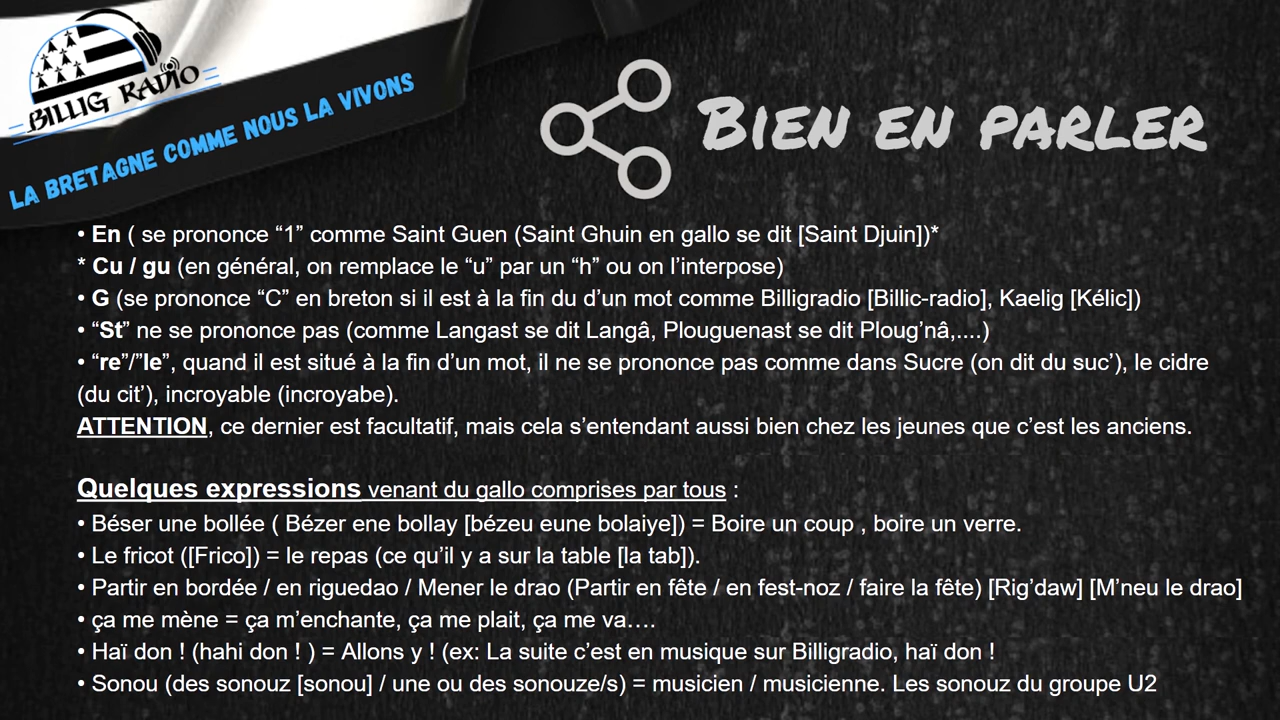 BILLIG RADIO
LA BRETAGNE COMME NOUS LA VIVONS
BIEN EN PARLER
• En ( se prononce “1” comme Saint Guen (Saint Ghuin en gallo se dit [Saint Djuin])*
* Cu / gu (en général, on remplace le “u” par un “h” ou on l’interpose)
• G (se prononce “C” en breton si il est à la fin du d’un mot comme Billigradio [Billic-radio], Kaelig [Kélic])
• “St” ne se prononce pas (comme Langast se dit Langâ, Plouguenast se dit Ploug’nâ,....)
• “re”/”le”, quand il est situé à la fin d’un mot, il ne se prononce pas comme dans Sucre (on dit du suc’), le cidre
(du cit’), incroyable (incroyabe).
ATTENTION, ce dernier est facultatif, mais cela s’entendant aussi bien chez les jeunes que c’est les anciens.
Quelques expressions venant du gallo comprises par tous :
• Béser une bollée ( Bézer ene bollay [bézeu eune bolaiye]) = Boire un coup , boire un verre.
• Le fricot ([Frico]) = le repas (ce qu’il y a sur la table [la tab]).
• Partir en bordée / en riguedao / Mener le drao (Partir en fête / en fest-noz / faire la fête) [Rig’daw] [M’neu le drao]
• ça me mène = ça m’enchante, ça me plait, ça me va….
• Haï don ! (hahi don ! ) = Allons y ! (ex: La suite c’est en musique sur Billigradio, haï don !
• Sonou (des sonouz [sonou] / une ou des sonouze/s) = musicien / musicienne. Les sonouz du groupe U2